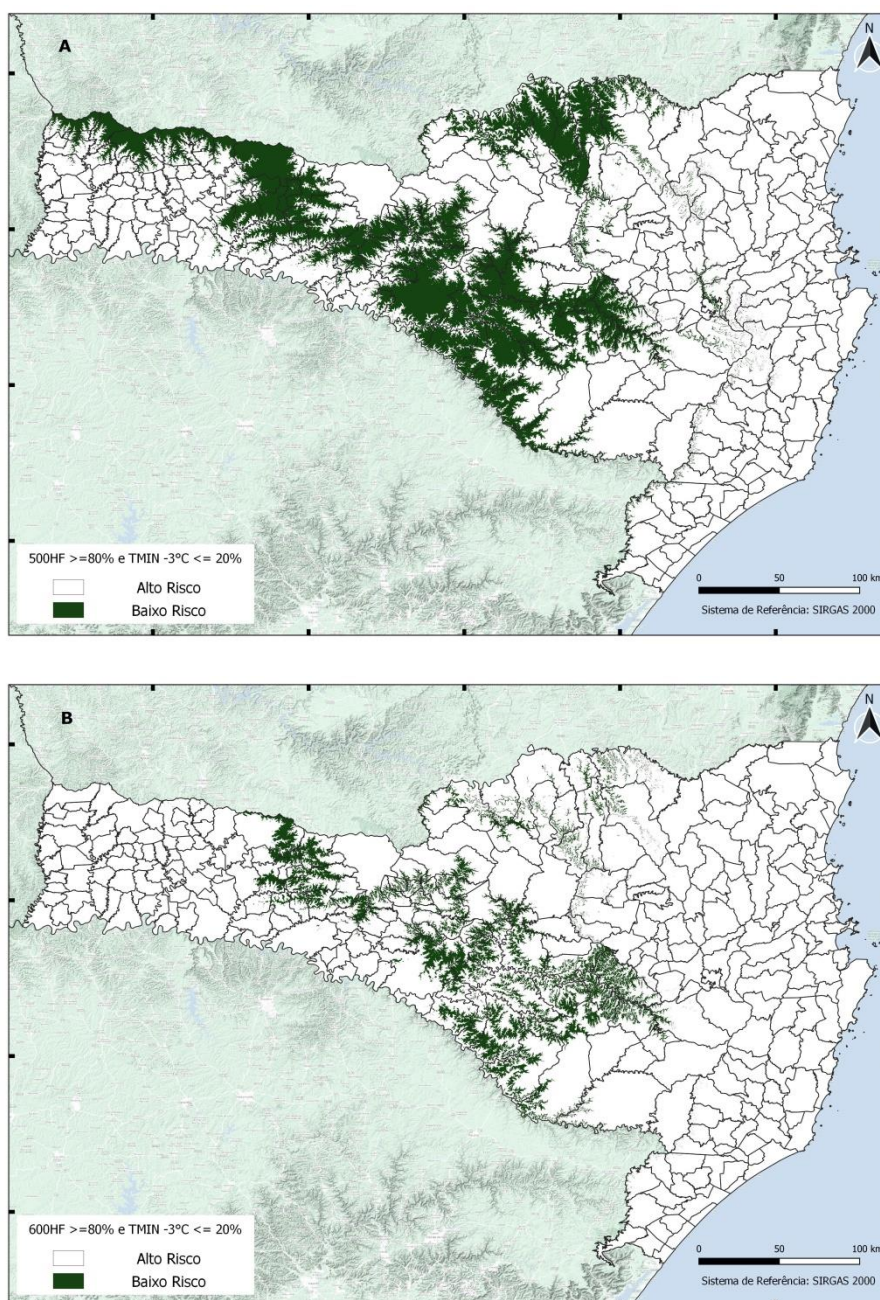 A
N
500HF >=80% e TMIN -3°C <= 20%
Alto Risco
Baixo Risco
0 50 100 km
Sistema de Referência: SIRGAS 2000
B
N
600HF >=80% e TMIN -3°C <= 20%
Alto Risco
Baixo Risco
0 50 100 km
Sistema de Referência: SIRGAS 2000